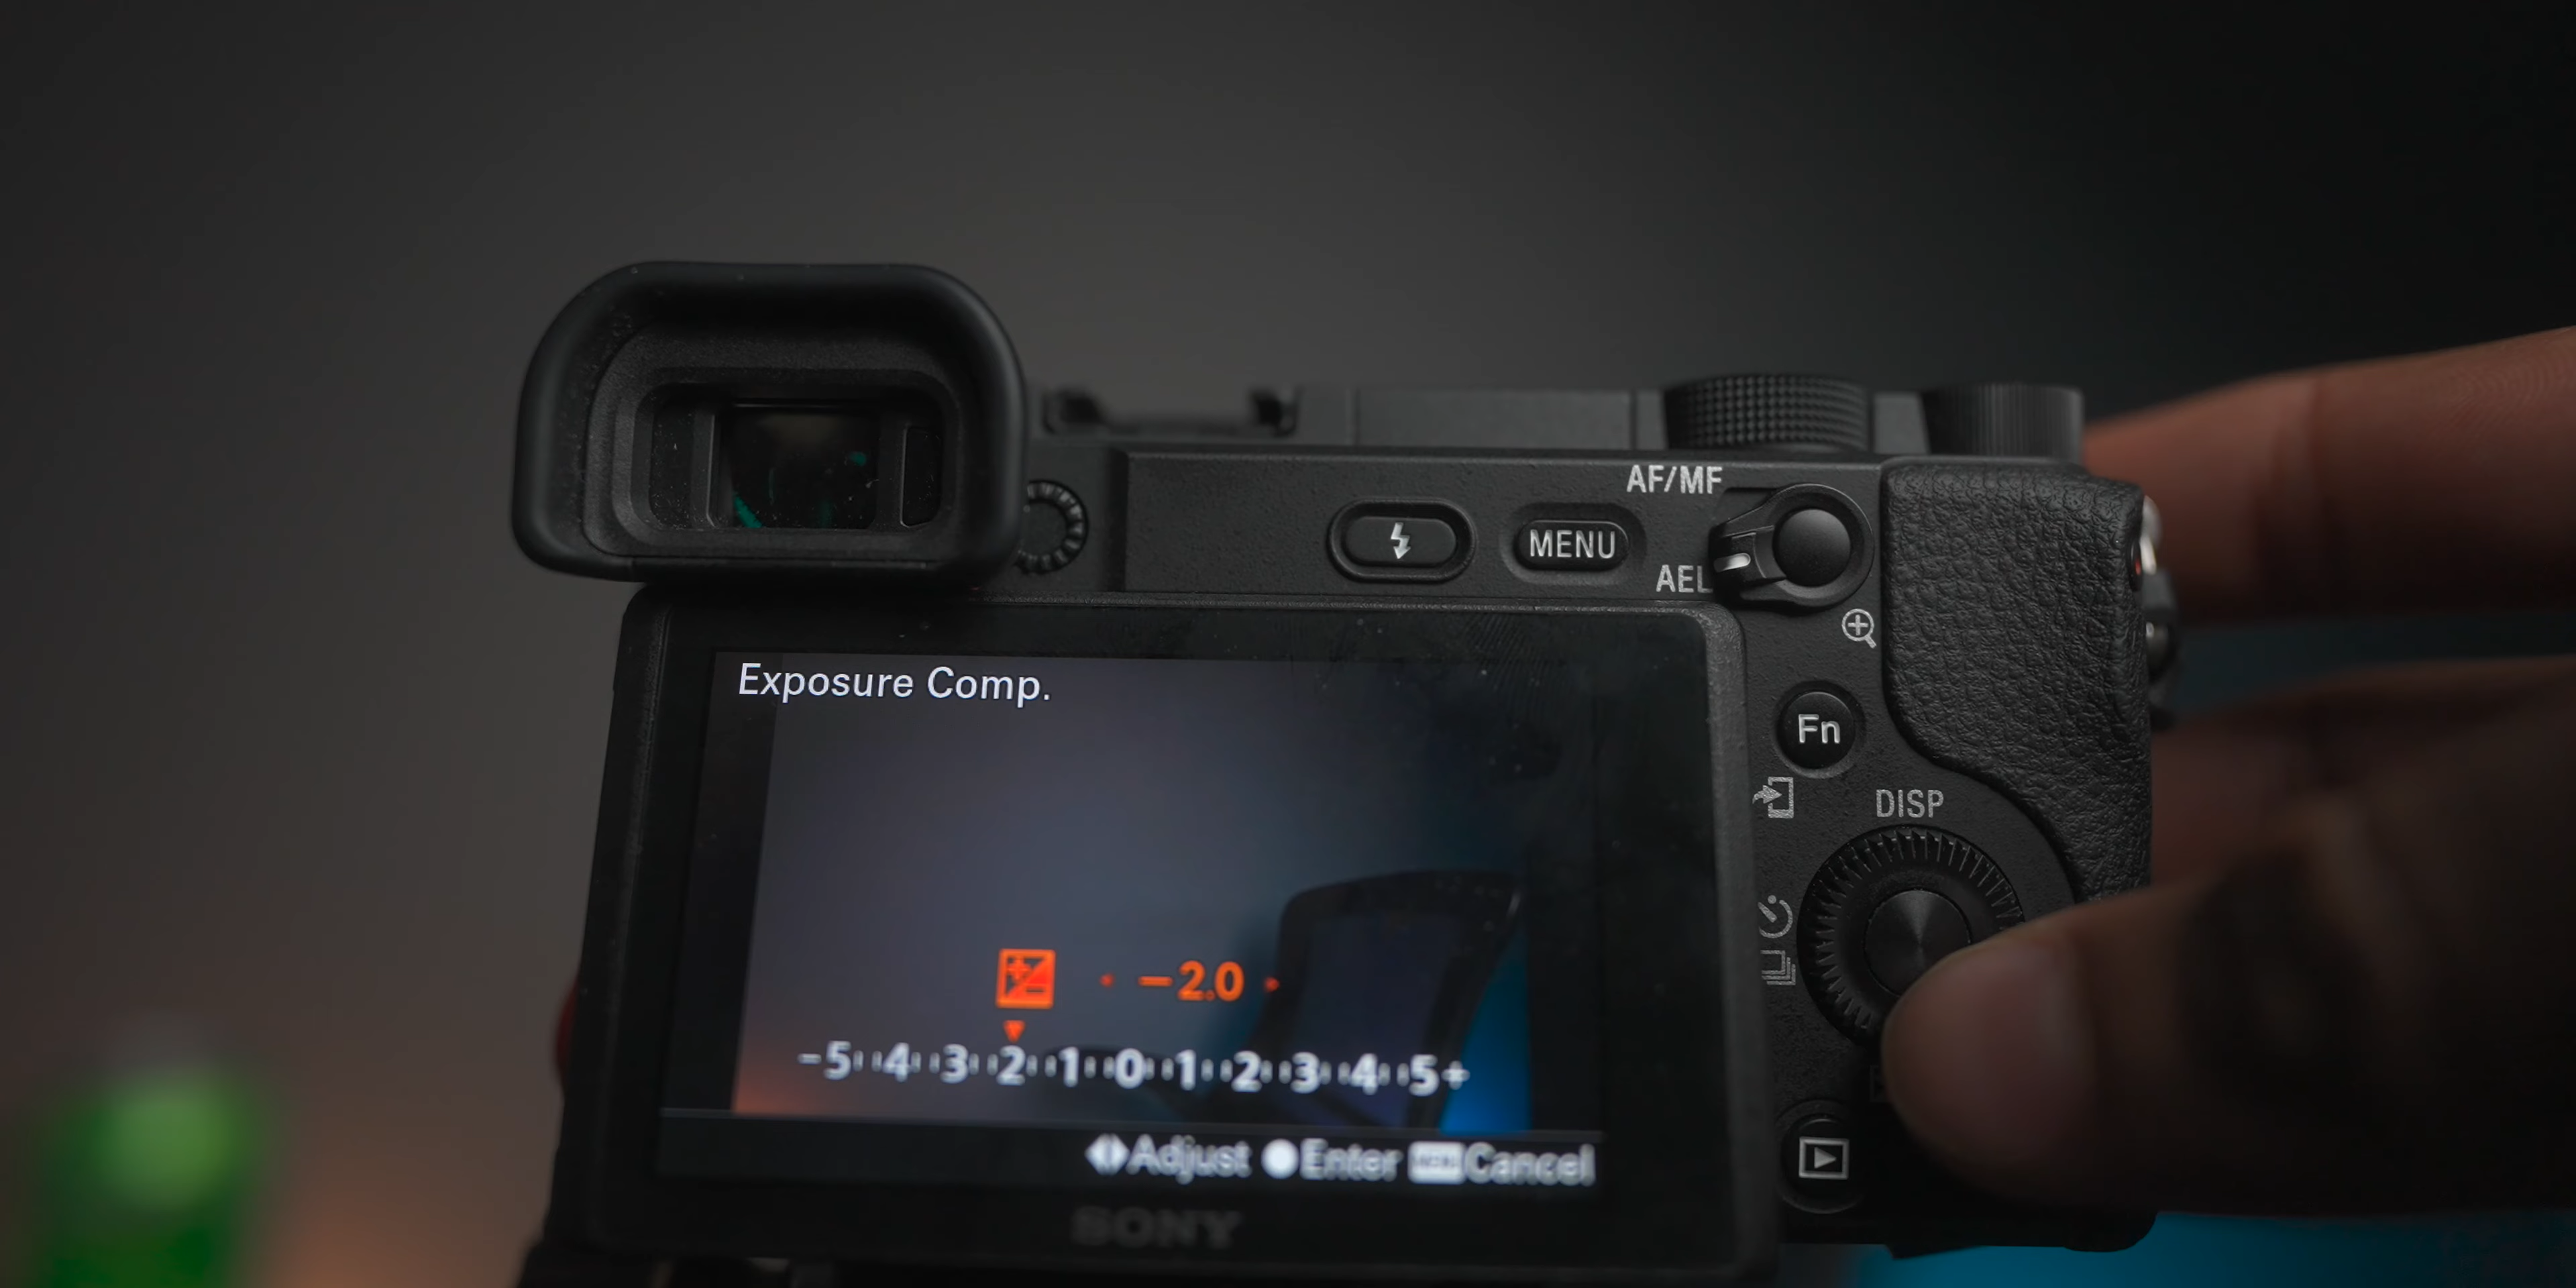 AF/MF
MENU
AEL
Exposure Comp.
Fn
DISP
−2.0
−5 4 3 2 1 0 1 2 3 4 5+
Adjust Enter MENU Cancel
SONY